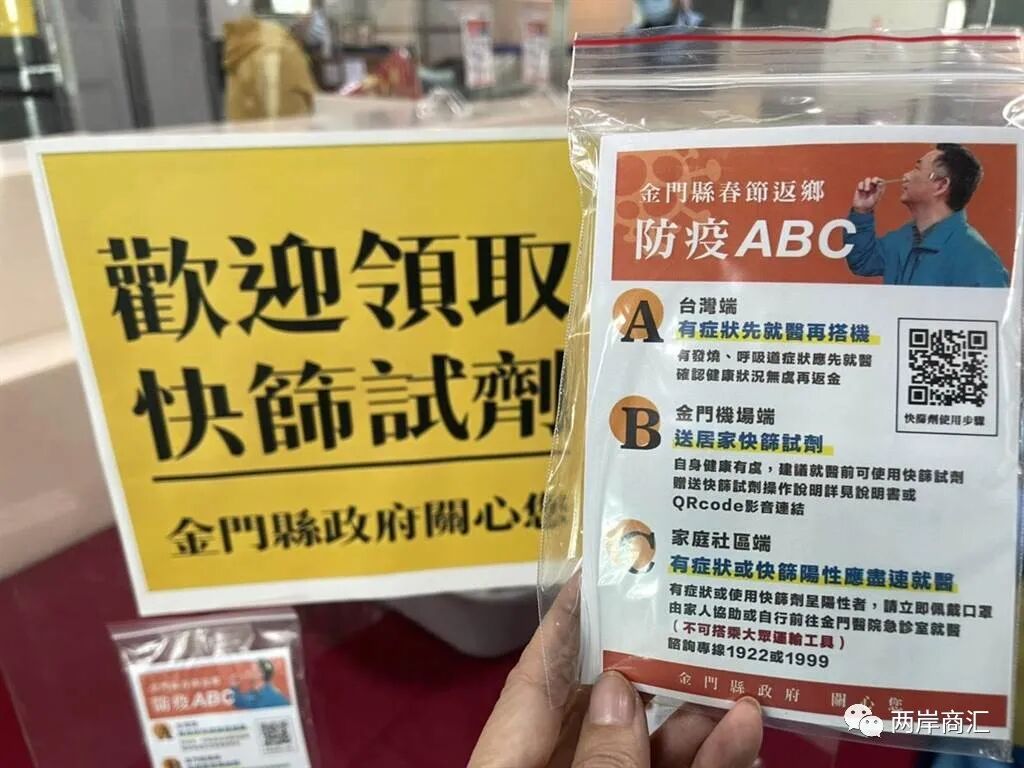 歡迎領取
快篩試劑
金門縣政府關心您
金門縣春節返鄉
防疫ABC
A
台灣端
有症狀先就醫再搭機
有發燒、呼吸道症狀應先就醫
確認健康狀況無虞再返金
快篩劑使用步驟
B
金門機場端
送居家快篩試劑
自身健康有虞，建議就醫前可使用快篩試劑
贈送快篩試劑操作說明詳見說明書或
QRcode影音連結
C
家庭社區端
有症狀或快篩陽性應盡速就醫
有症狀或使用快篩劑呈陽性者，請立即佩戴口罩
由家人協助或自行前往金門醫院急診室就醫
（不可搭乘大眾運輸工具）
諮詢專線1922或1999
金門縣政府 關心您
防疫ABC
两岸商汇